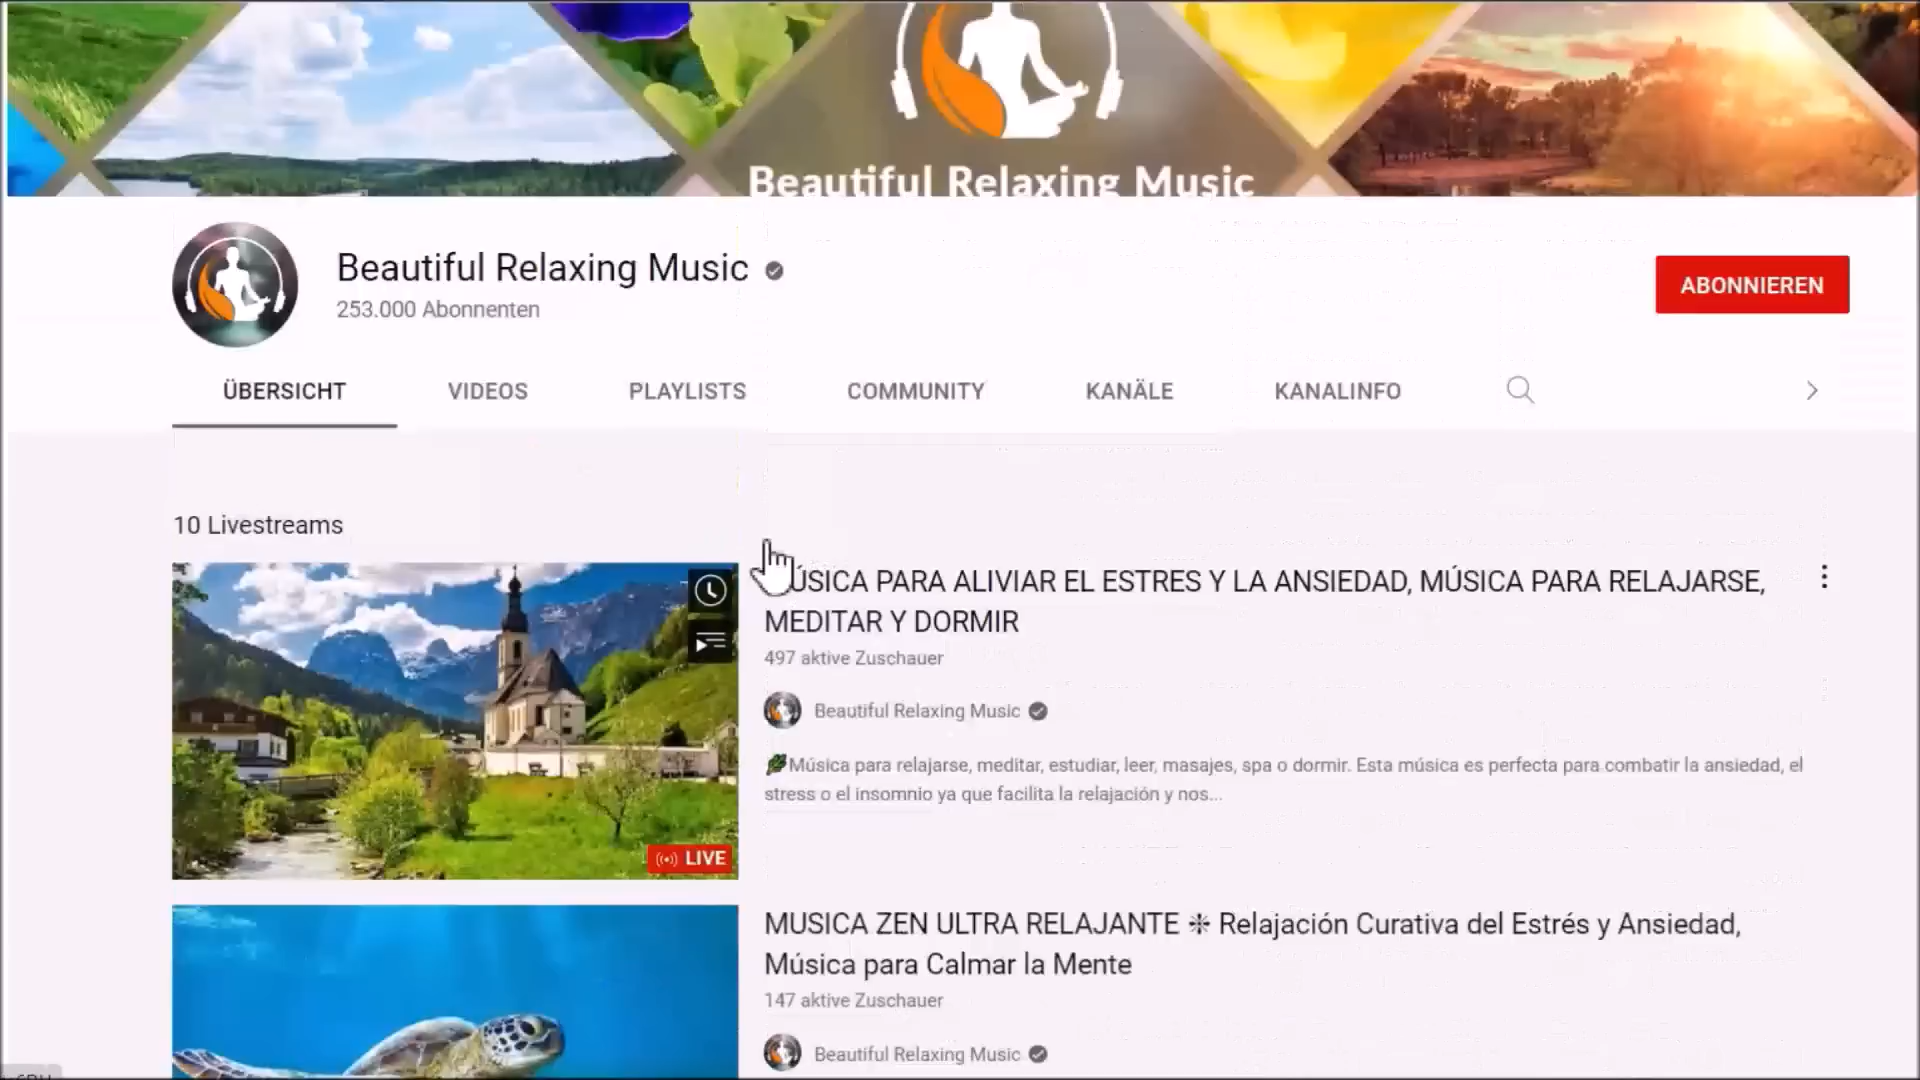 Beautiful Relaxing Music
Beautiful Relaxing Music
253.000 Abonnenten
ABONNIEREN
ÜBERSICHT
VIDEOS
PLAYLISTS
COMMUNITY
KANÄLE
KANALINFO
10 Livestreams
LIVE
ÚSICA PARA ALIVIAR EL ESTRES Y LA ANSIEDAD, MÚSICA PARA RELAJARSE,
MEDITAR Y DORMIR
497 aktive Zuschauer
Beautiful Relaxing Music
Música para relajarse, meditar, estudiar, leer, masajes, spa o dormir. Esta música es perfecta para combatir la ansiedad, el
stress o el insomnio ya que facilita la relajación y nos...
MUSICA ZEN ULTRA RELAJANTE ❈ Relajación Curativa del Estrés y Ansiedad,
Música para Calmar la Mente
147 aktive Zuschauer
Beautiful Relaxing Music